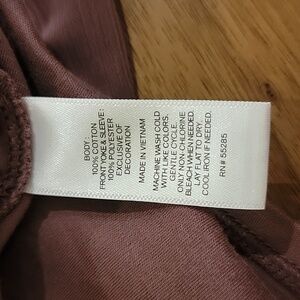 BODY :
100% COTTON
FRONT YOKE & SLEEVE :
100% POLYESTER
EXCLUSIVE OF
DECORATION
MADE IN VIETNAM
MACHINE WASH COLD
WITH LIKE COLORS,
GENTLE CYCLE.
ONLY NON-CHLORINE
BLEACH WHEN NEEDED.
LAY FLAT TO DRY.
COOL IRON IF NEEDED.
RN# 55285